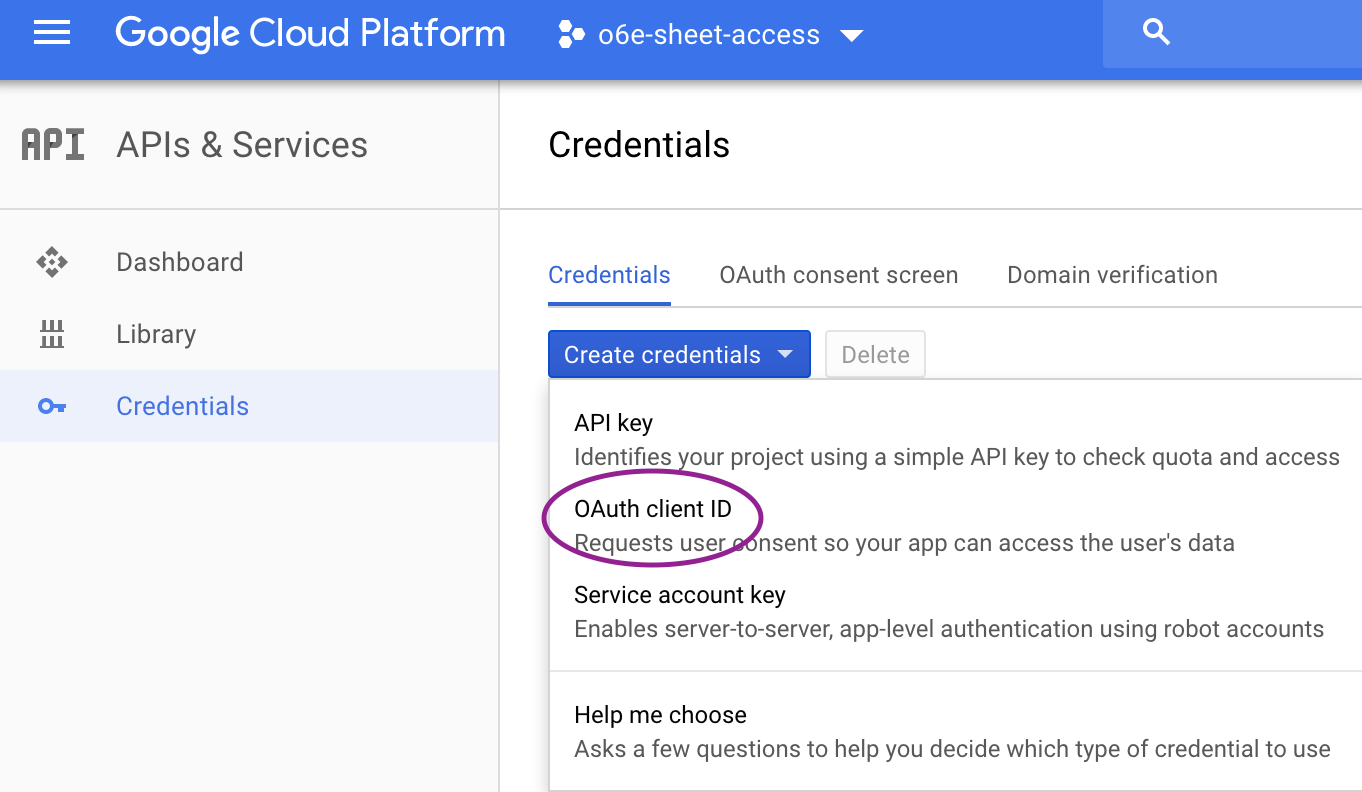 Google Cloud Platform
o6e-sheet-access
API
APIs & Services
Credentials
Dashboard
Library
Credentials
Credentials
OAuth consent screen
Domain verification
Create credentials
Delete
API key
Identifies your project using a simple API key to check quota and access
OAuth client ID
Requests user consent so your app can access the user's data
Service account key
Enables server-to-server, app-level authentication using robot accounts
Help me choose
Asks a few questions to help you decide which type of credential to use